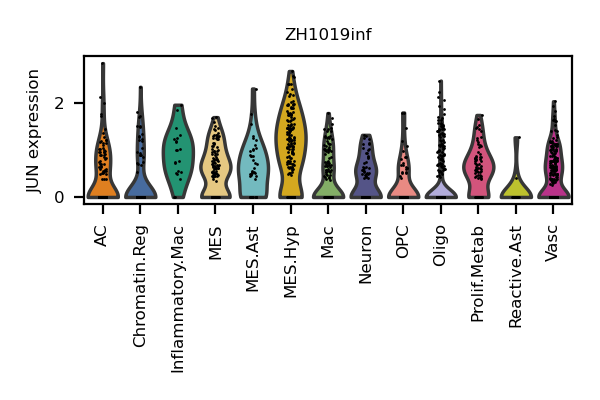 ZH1019inf
JUN expression
2
0
AC
Chromatin.Reg
Inflammatory.Mac
MES
MES.Ast
MES.Hyp
Mac
Neuron
OPC
Oligo
Prolif.Metab
Reactive.Ast
Vasc